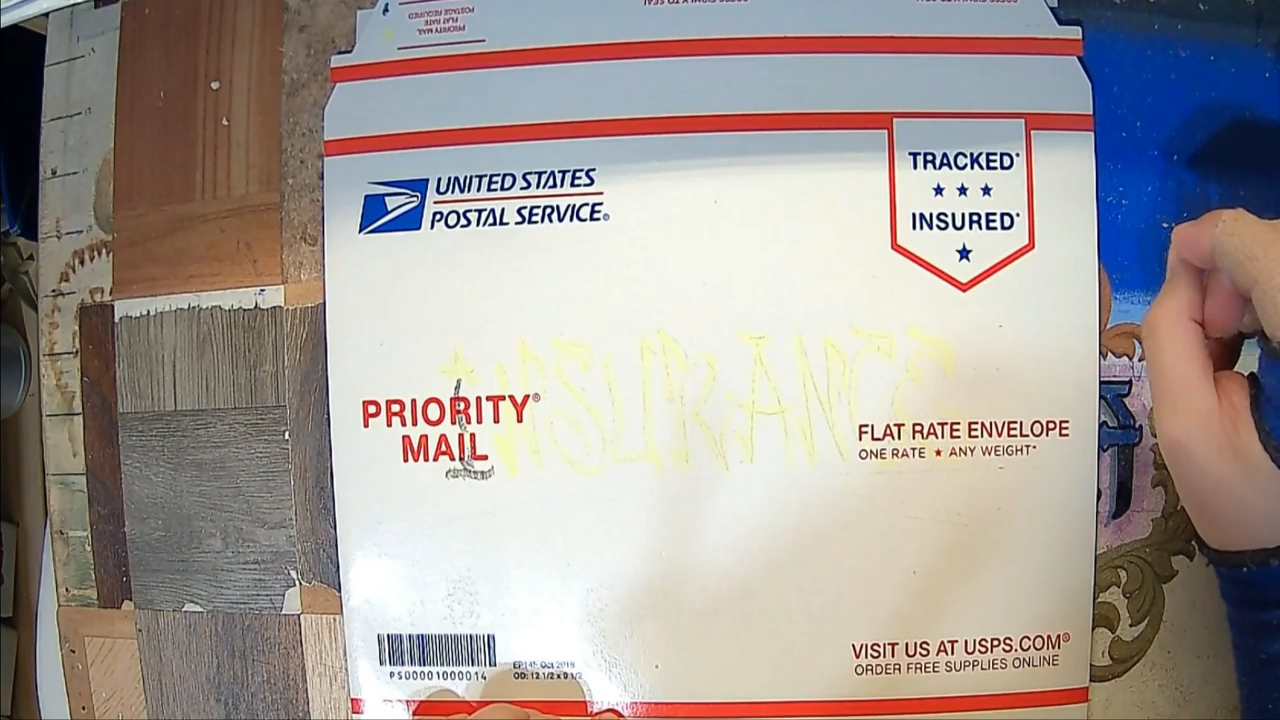 PRIORITY MAIL
FLAT RATE
POSTAGE REQUIRED
UNITED STATES
POSTAL SERVICE®
TRACKED*
INSURED*
INSURANCE
PRIORITY®
MAIL
FLAT RATE ENVELOPE
ONE RATE ★ ANY WEIGHT*
VISIT US AT USPS.COM®
ORDER FREE SUPPLIES ONLINE
PS00001000014
EP14F Oct 2018
OD: 12 1/2 x 9 1/2